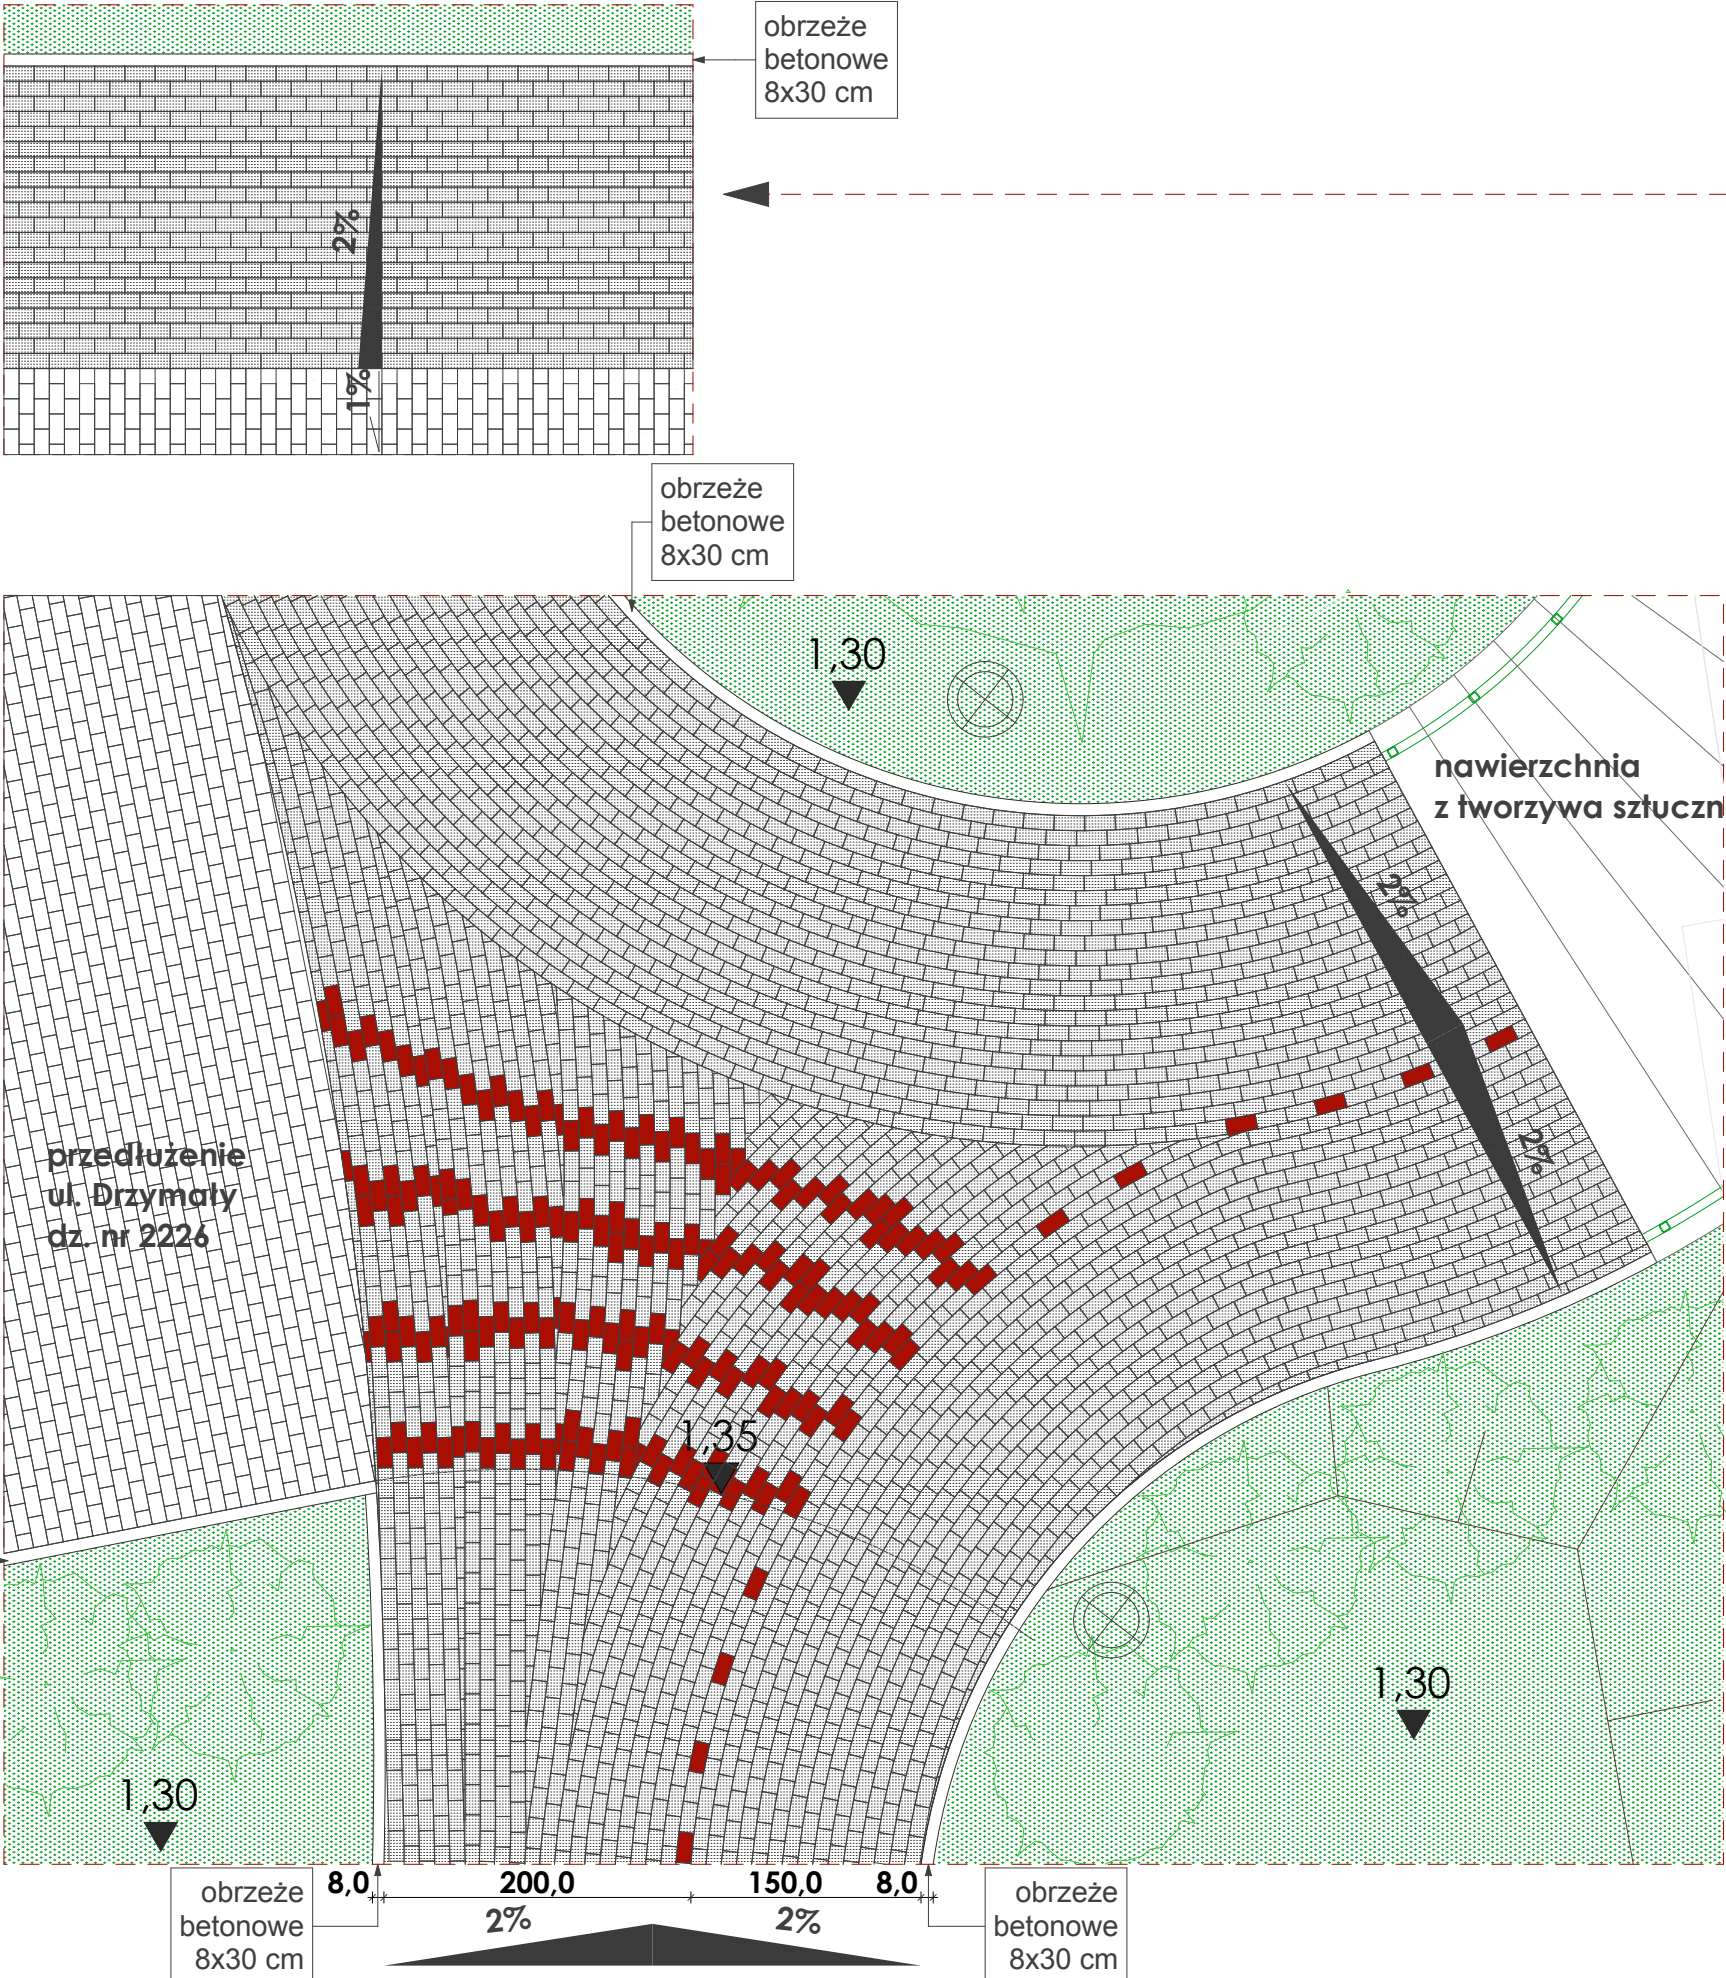 obrzeże
betonowe
8x30 cm
2%
1%
obrzeże
betonowe
8x30 cm
1,30
nawierzchnia
z tworzywa sztuczn
2%
2%
przedłużenie
ul. Drzymały
dz. nr 2226
1,35
1,30
1,30
8,0
200,0
150,0
8,0
obrzeże
betonowe
8x30 cm
2%
2%
obrzeże
betonowe
8x30 cm